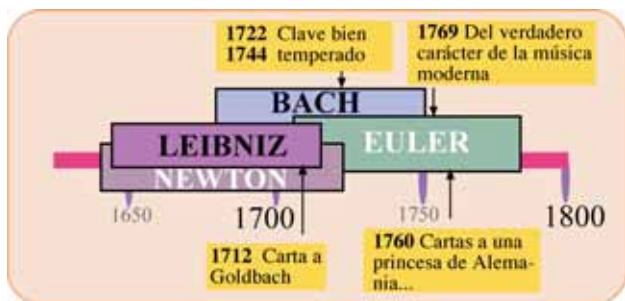 1722 Clave bien
1744 temperado
1769 Del verdadero
carácter de la música
moderna
BACH
LEIBNIZ
EULER
NEWTON
1650
1700
1750
1800
1712 Carta a
Goldbach
1760 Cartas a una
princesa de Alema-
nia...